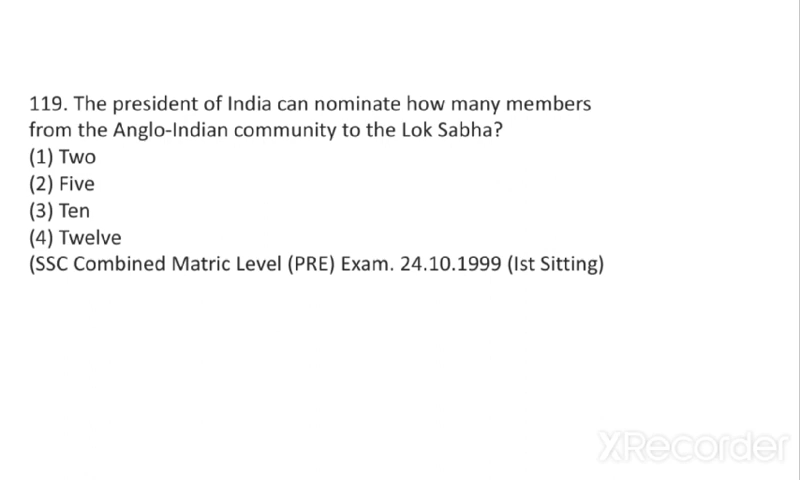 119. The president of India can nominate how many members
from the Anglo-Indian community to the Lok Sabha?
(1) Two
(2) Five
(3) Ten
(4) Twelve
(SSC Combined Matric Level (PRE) Exam. 24.10.1999 (Ist Sitting)
XRecorder